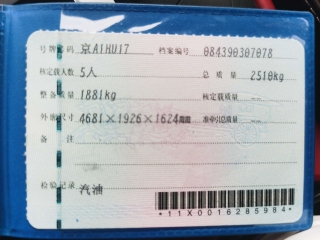 号牌号码 京A1HU17 档案编号 084390307078
核定载人数 5人 总质量 2510kg
整备质量 1881kg 核定载质量 --
外廓尺寸 4681×1926×1624mm 准牵引总质量 --
备注
检验记录 汽油
*11X0016285984*